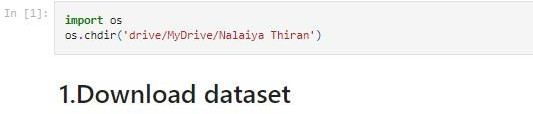 In [1]:
import os
os.chdir('drive/MyDrive/Nalaiya Thiran')
1.Download dataset